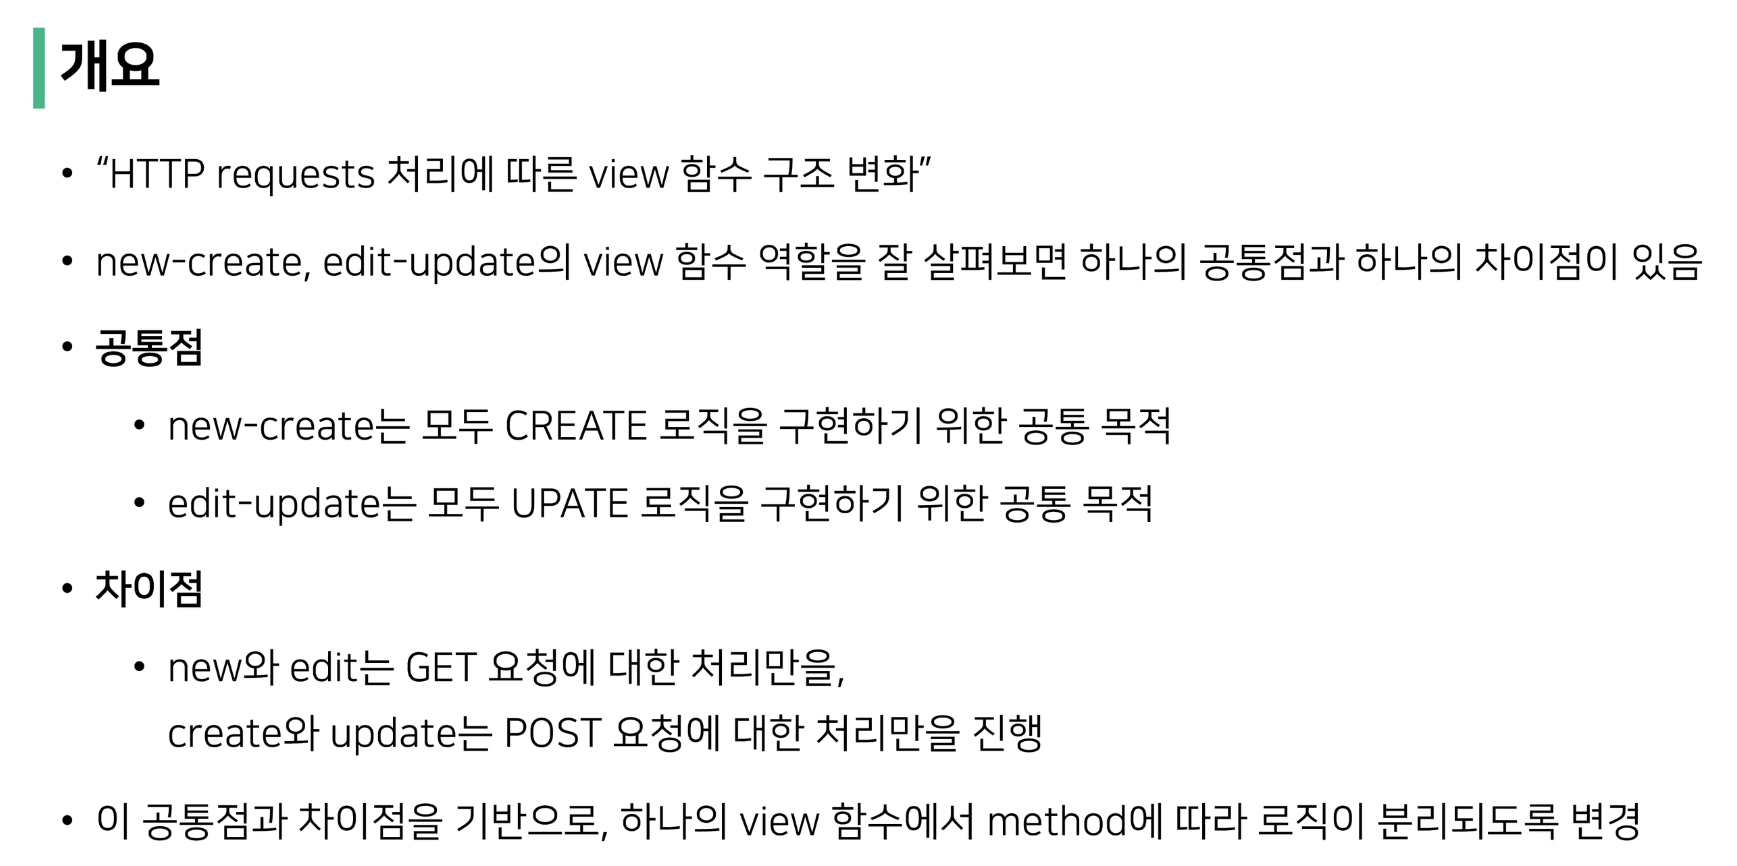 개요
• “HTTP requests 처리에 따른 view 함수 구조 변화”
• new-create, edit-update의 view 함수 역할을 잘 살펴보면 하나의 공통점과 하나의 차이점이 있음
• 공통점
• new-create는 모두 CREATE 로직을 구현하기 위한 공통 목적
• edit-update는 모두 UPATE 로직을 구현하기 위한 공통 목적
• 차이점
• new와 edit는 GET 요청에 대한 처리만을,
create와 update는 POST 요청에 대한 처리만을 진행
• 이 공통점과 차이점을 기반으로, 하나의 view 함수에서 method에 따라 로직이 분리되도록 변경